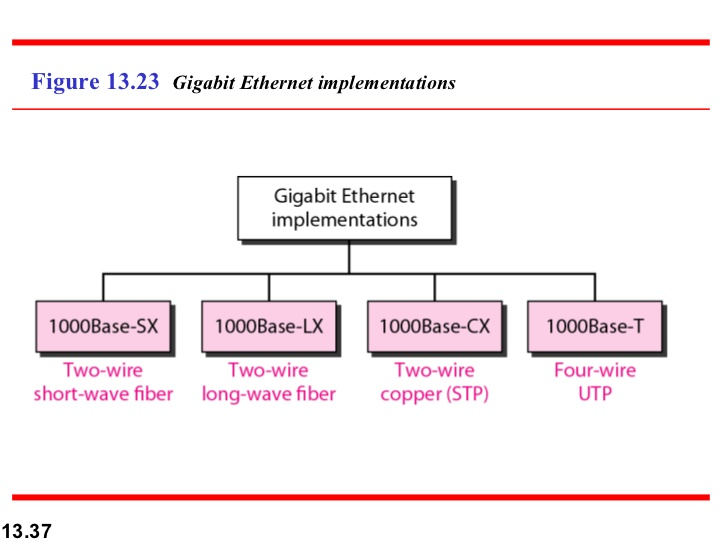 Figure 13.23 Gigabit Ethernet implementations
Gigabit Ethernet
implementations
1000Base-SX
1000Base-LX
1000Base-CX
1000Base-T
Two-wire
short-wave fiber
Two-wire
long-wave fiber
Two-wire
copper (STP)
Four-wire
UTP
13.37